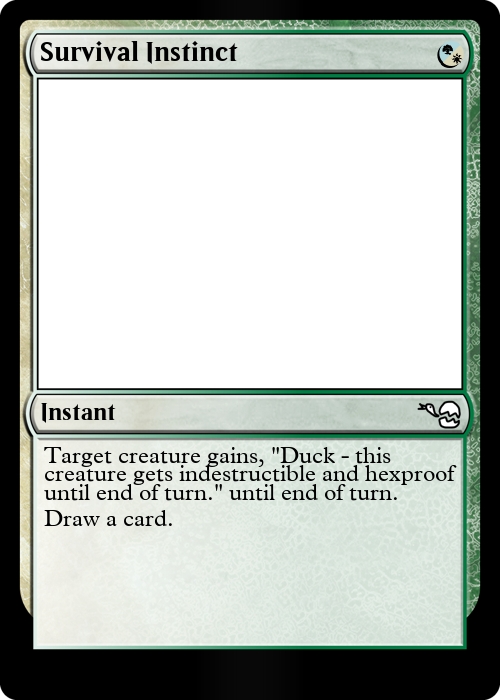 Survival Instinct
Instant
Target creature gains, "Duck - this
creature gets indestructible and hexproof
until end of turn." until end of turn.
Draw a card.